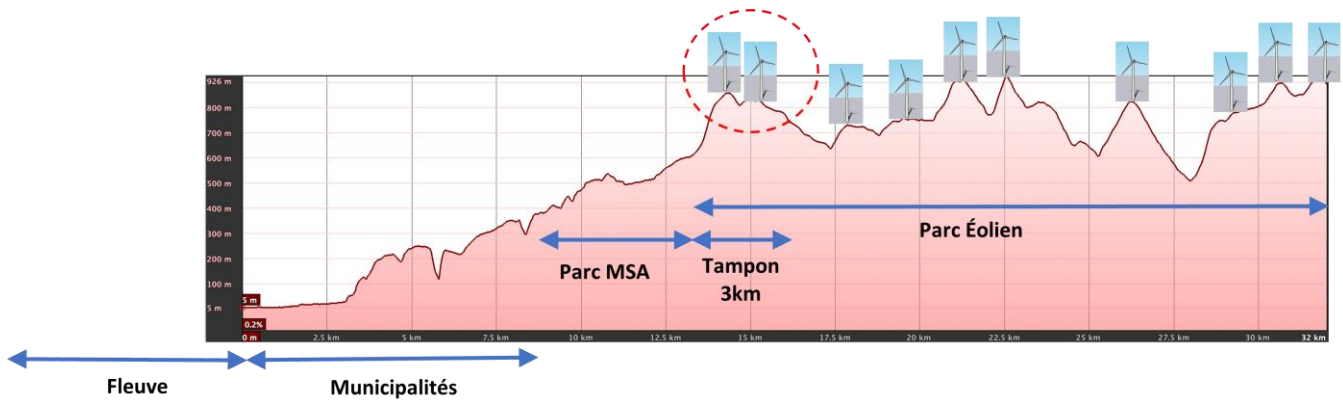 926 m
800 m
700 m
600 m
500 m
400 m
300 m
200 m
100 m
5 m
5 m
0.2%
0 m
2.5 km
5 km
7.5 km
10 km
12.5 km
15 km
17.5 km
20 km
22.5 km
25 km
27.5 km
30 km
32 km
Parc Éolien
Parc MSA
Tampon
3km
Fleuve
Municipalités